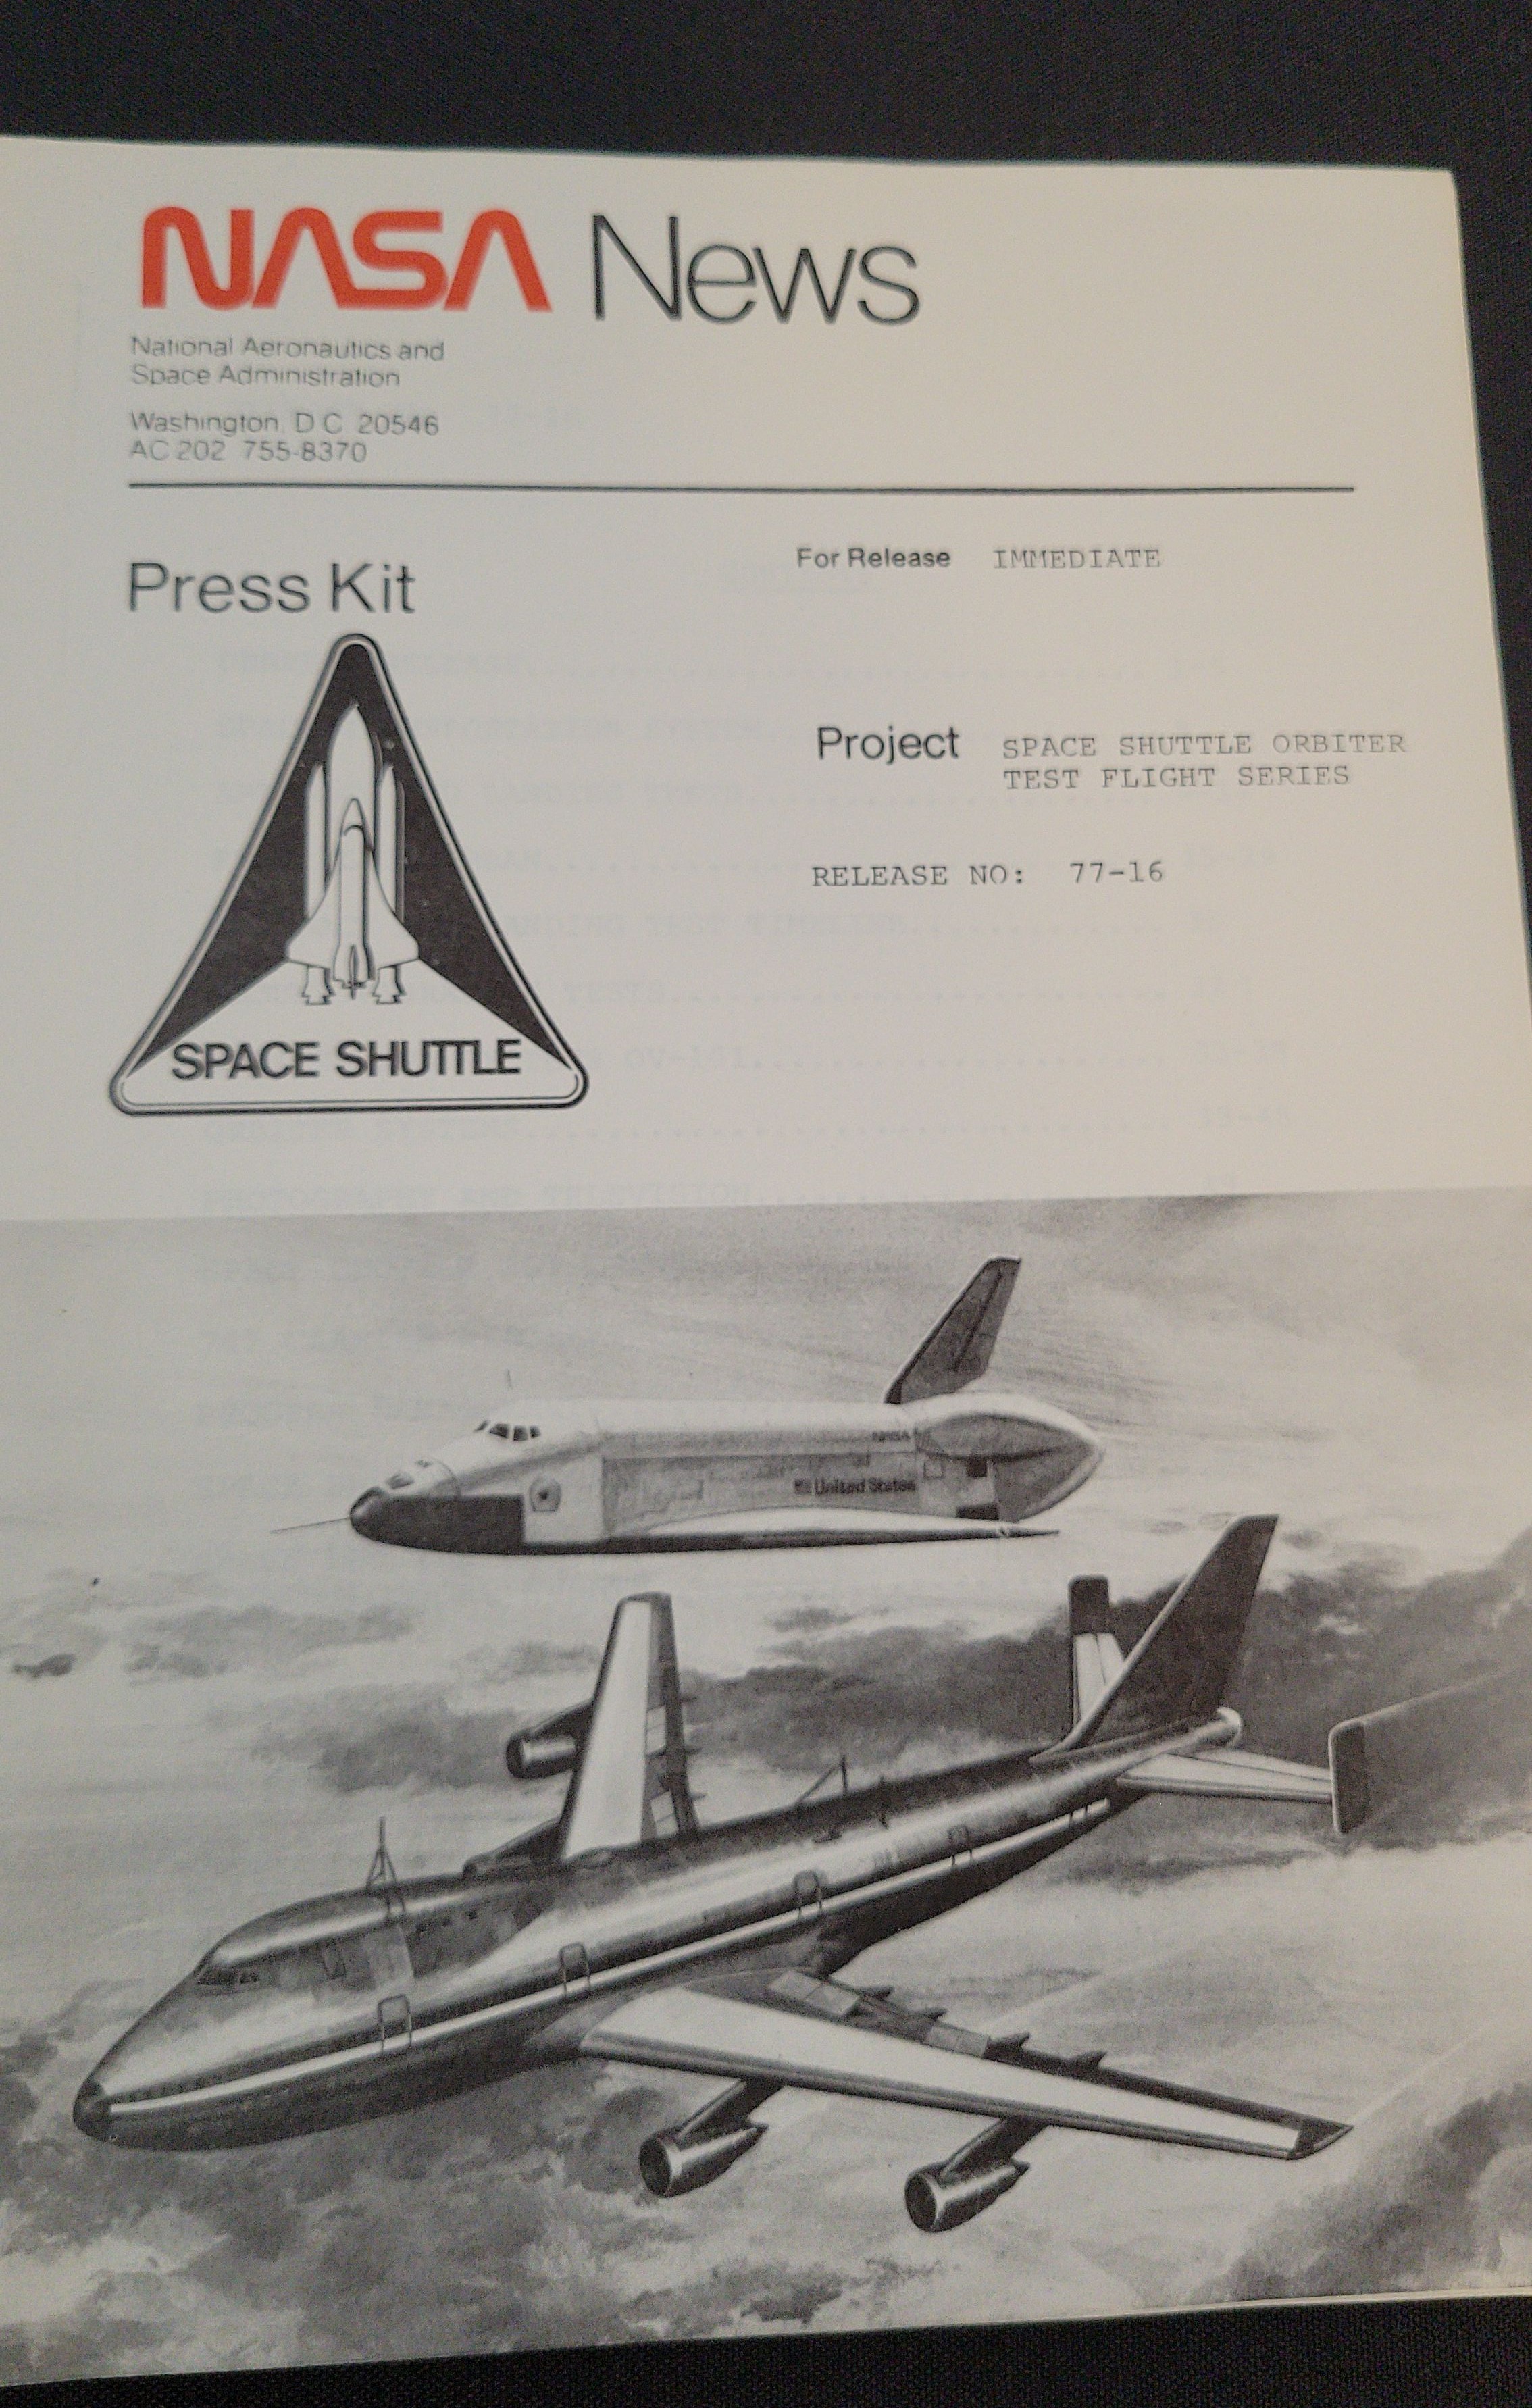 NASA News
National Aeronautics and
Space Administration
Washington, D C 20546
AC 202 755-8370
Press Kit
For Release IMMEDIATE
Project SPACE SHUTTLE ORBITER
TEST FLIGHT SERIES
RELEASE NO: 77-16
SPACE SHUTTLE
NASA
United States